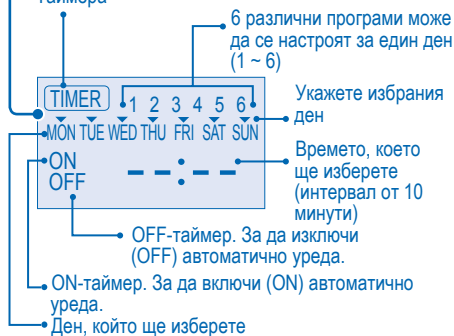 таймера
6 различни програми може
да се настроят за един ден
(1 ~ 6)
TIMER 1 2 3 4 5 6
MON TUE WED THU FRI SAT SUN
Укажете избрания
ден
ON
OFF
--:--
Времето, което
ще изберете
(интервал от 10
минути)
OFF-таймер. За да изключи
(OFF) автоматично уреда.
ON-таймер. За да включи (ON) автоматично
уреда.
Ден, който ще изберете